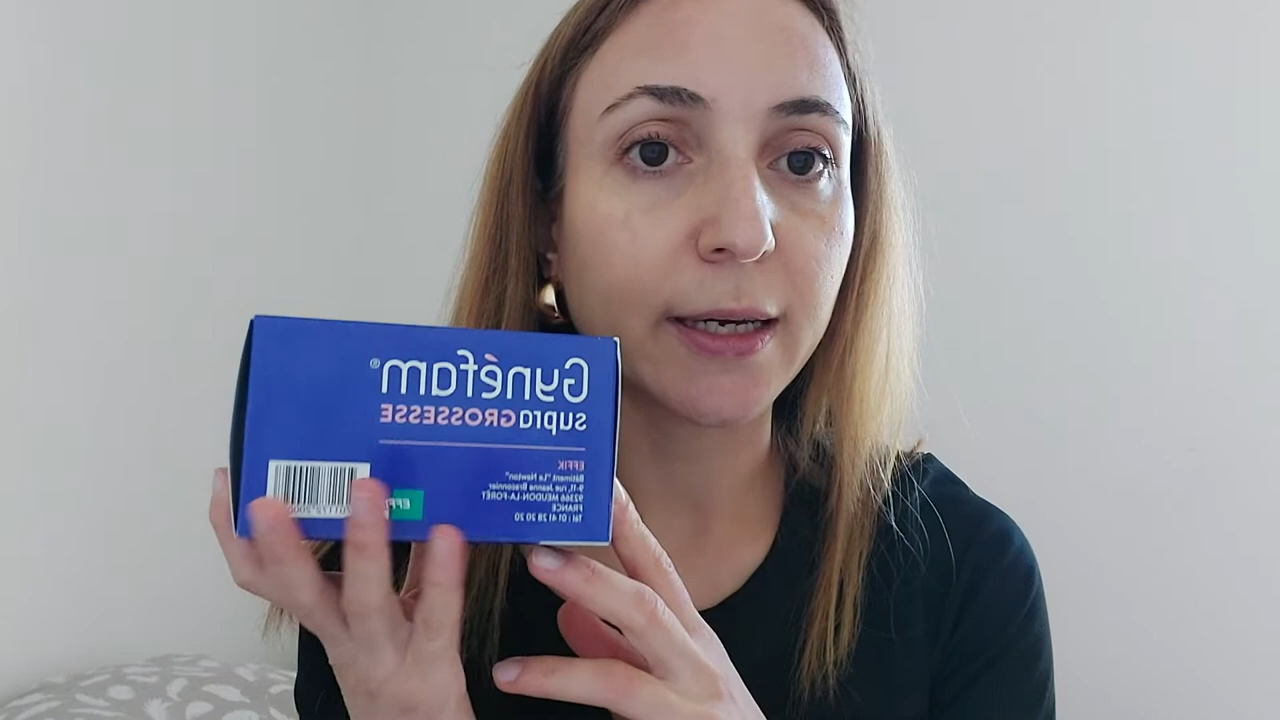 Gynéfam®
supraGROSSESSE
EFFIK
Bâtiment "Le Newton"
9-11, rue Jeanne Braconnier
92366 MEUDON-LA-FORÊT
FRANCE
Tél : 01 41 28 20 20